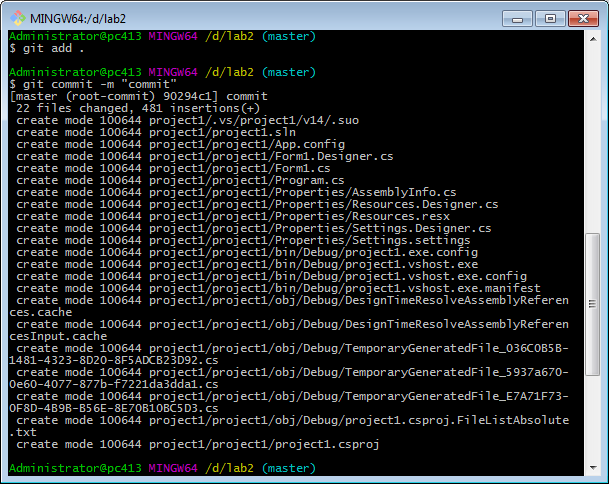 MINGW64:/d/lab2
Administrator@pc413 MINGW64 /d/lab2 (master)
$ git add .
Administrator@pc413 MINGW64 /d/lab2 (master)
$ git commit -m "commit"
[master (root-commit) 90294c1] commit
 22 files changed, 481 insertions(+)
 create mode 100644 project1/.vs/project1/v14/.suo
 create mode 100644 project1/project1.sln
 create mode 100644 project1/project1/App.config
 create mode 100644 project1/project1/Form1.Designer.cs
 create mode 100644 project1/project1/Form1.cs
 create mode 100644 project1/project1/Program.cs
 create mode 100644 project1/project1/Properties/AssemblyInfo.cs
 create mode 100644 project1/project1/Properties/Resources.Designer.cs
 create mode 100644 project1/project1/Properties/Resources.resx
 create mode 100644 project1/project1/Properties/Settings.Designer.cs
 create mode 100644 project1/project1/Properties/Settings.settings
 create mode 100644 project1/project1/bin/Debug/project1.exe.config
 create mode 100644 project1/project1/bin/Debug/project1.vshost.exe
 create mode 100644 project1/project1/bin/Debug/project1.vshost.exe.config
 create mode 100644 project1/project1/bin/Debug/project1.vshost.exe.manifest
 create mode 100644 project1/project1/obj/Debug/DesignTimeResolveAssemblyReferen
ces.cache
 create mode 100644 project1/project1/obj/Debug/DesignTimeResolveAssemblyReferen
cesInput.cache
 create mode 100644 project1/project1/obj/Debug/TemporaryGeneratedFile_036C0B5B-
1481-4323-8D20-8F5ADCB23D92.cs
 create mode 100644 project1/project1/obj/Debug/TemporaryGeneratedFile_5937a670-
0e60-4077-877b-f7221da3dda1.cs
 create mode 100644 project1/project1/obj/Debug/TemporaryGeneratedFile_E7A71F73-
0F8D-4B9B-B56E-8E70B10BC5D3.cs
 create mode 100644 project1/project1/obj/Debug/project1.csproj.FileListAbsolute
.txt
 create mode 100644 project1/project1/project1.csproj
Administrator@pc413 MINGW64 /d/lab2 (master)